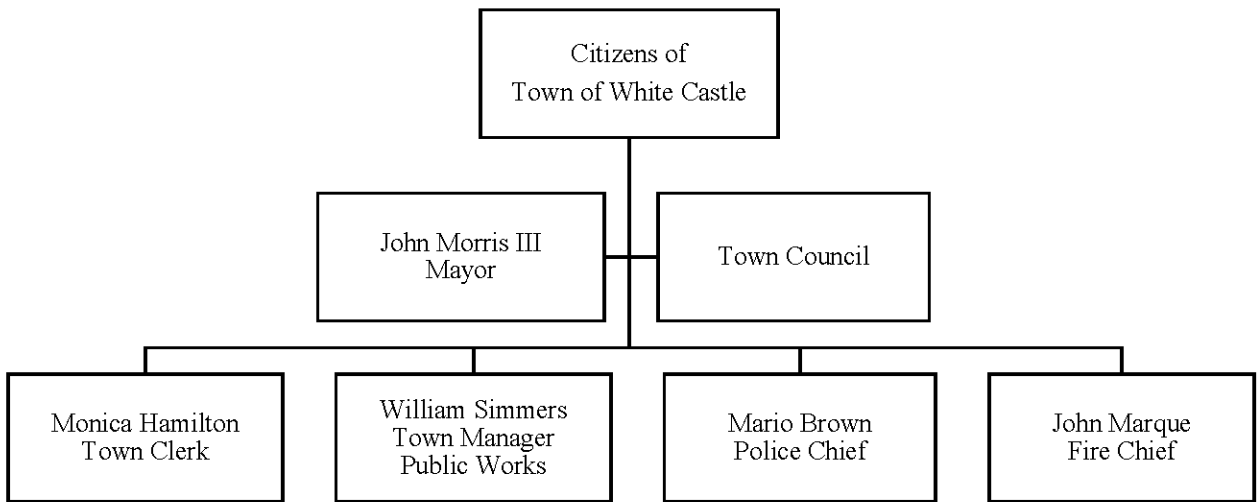 Citizens of
Town of White Castle
John Morris III
Mayor
Town Council
Monica Hamilton
Town Clerk
William Simmers
Town Manager
Public Works
Mario Brown
Police Chief
John Marque
Fire Chief